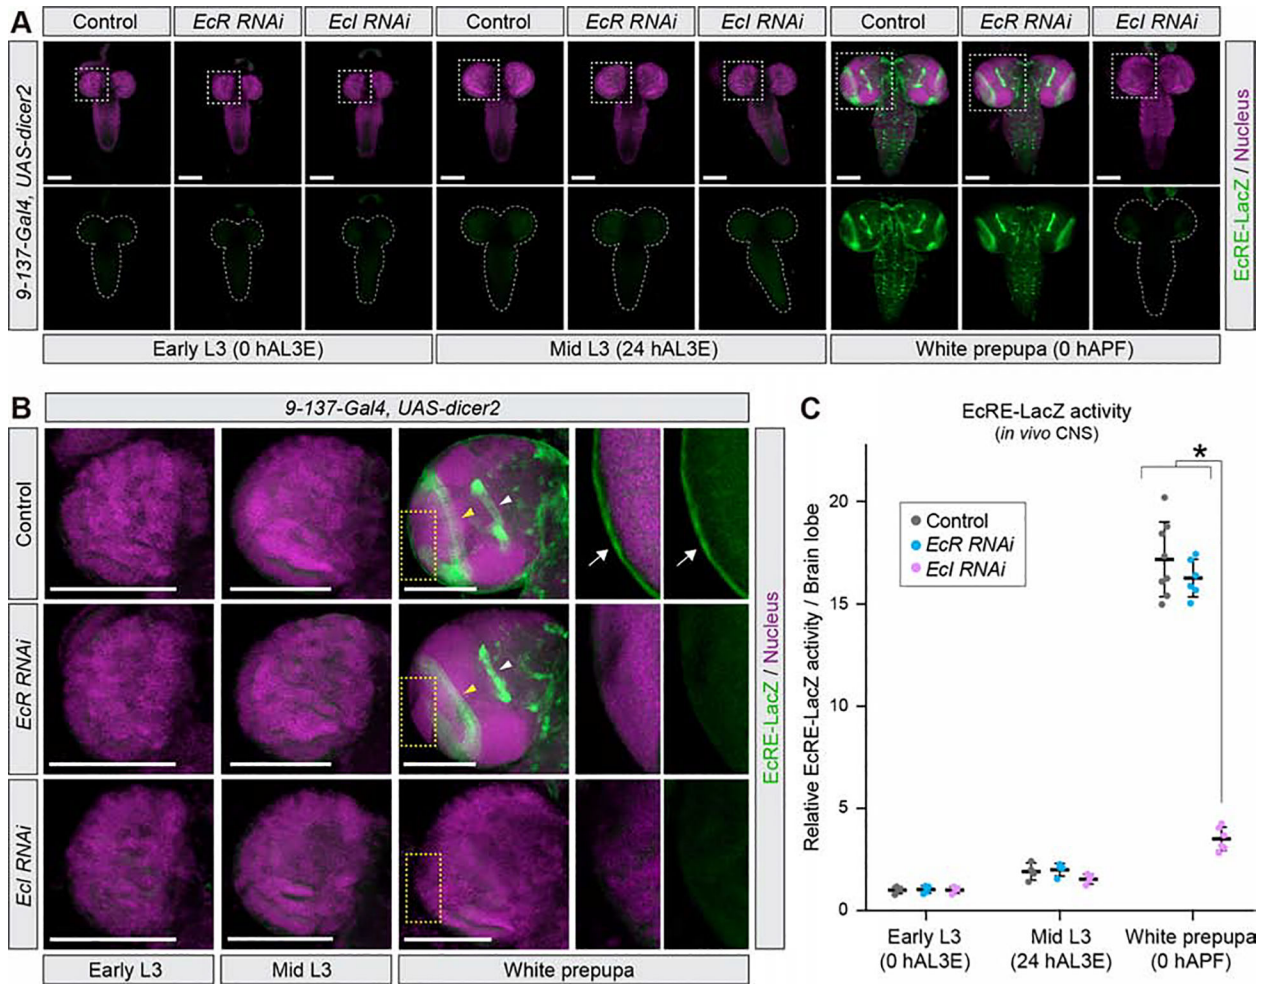 A
Control
EcR RNAi
EcI RNAi
Control
EcR RNAi
EcI RNAi
Control
EcR RNAi
EcI RNAi
9-137-Gal4, UAS-dicer2
EcRE-LacZ / Nucleus
Early L3 (0 hAL3E)
Mid L3 (24 hAL3E)
White prepupa (0 hAPF)
B
9-137-Gal4, UAS-dicer2
Control
EcR RNAi
EcI RNAi
EcRE-LacZ / Nucleus
Early L3
Mid L3
White prepupa
C
EcRE-LacZ activity
(in vivo CNS)
*
Relative EcRE-LacZ activity / Brain lobe
20
15
10
5
0
Control
EcR RNAi
EcI RNAi
Early L3
(0 hAL3E)
Mid L3
(24 hAL3E)
White prepupa
(0 hAPF)